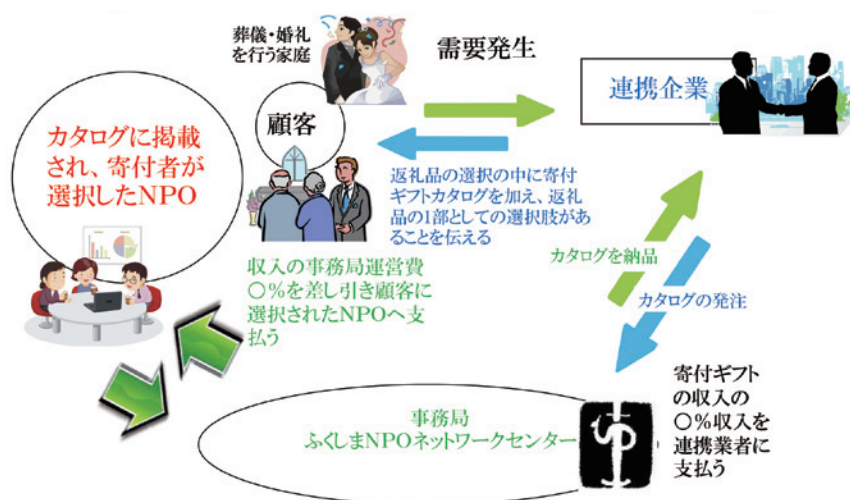 葬儀・婚礼
を行う家庭
需要発生
連携企業
顧客
カタログに掲載
され、寄付者が
選択したNPO
返礼品の選択の中に寄付
ギフトカタログを加え、返礼
品の1部としての選択肢があ
ることを伝える
カタログを納品
カタログの発注
収入の事務局運営費
〇%を差し引き顧客に
選択されたNPOへ支
払う
寄付ギフト
の収入の
〇%収入を
連携業者に
支払う
事務局
ふくしまNPOネットワークセンター